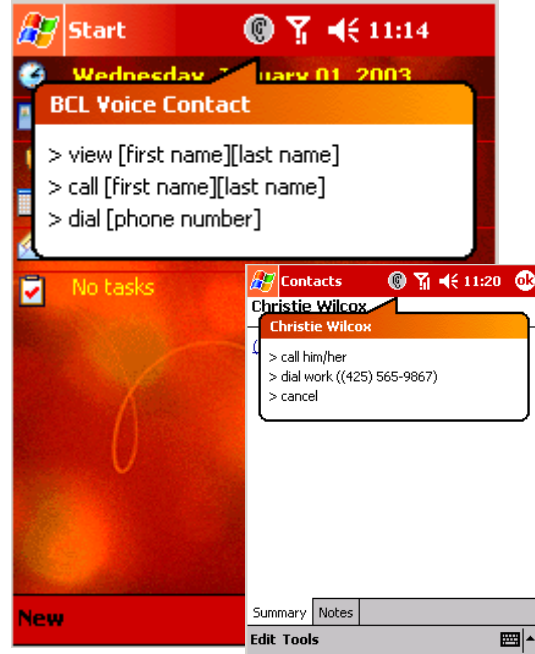 Start 11:14
Wednesday, January 01, 2003
BCL Voice Contact
> view [first name][last name]
> call [first name][last name]
> dial [phone number]
No tasks
New
Contacts 11:20 ok
Christie Wilcox
Christie Wilcox
> call him/her
> dial work ((425) 565-9867)
> cancel
Summary Notes
Edit Tools